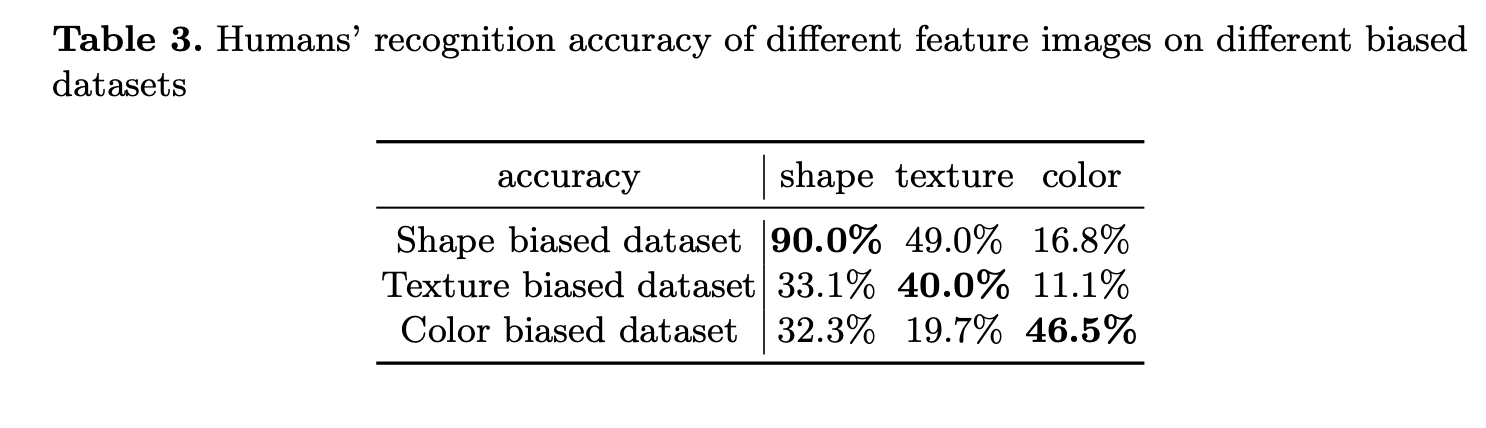 Table 3. Humans' recognition accuracy of different feature images on different biased
datasets
accuracy shape texture color
Shape biased dataset 90.0% 49.0% 16.8%
Texture biased dataset 33.1% 40.0% 11.1%
Color biased dataset 32.3% 19.7% 46.5%